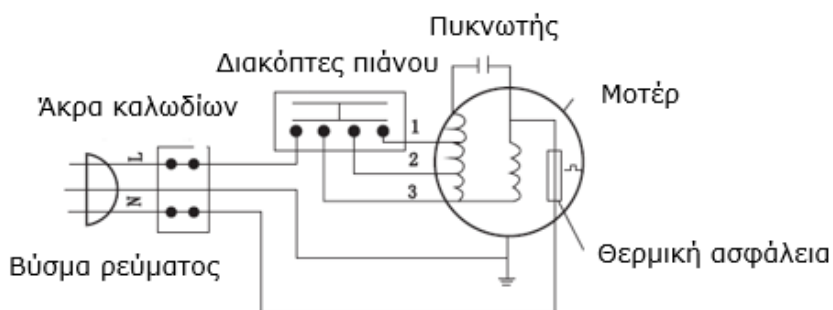 Πυκνωτής
Διακόπτες πιάνου
Μοτέρ
Άκρα καλωδίων
1
L
2
N
3
Βύσμα ρεύματος
Θερμική ασφάλεια